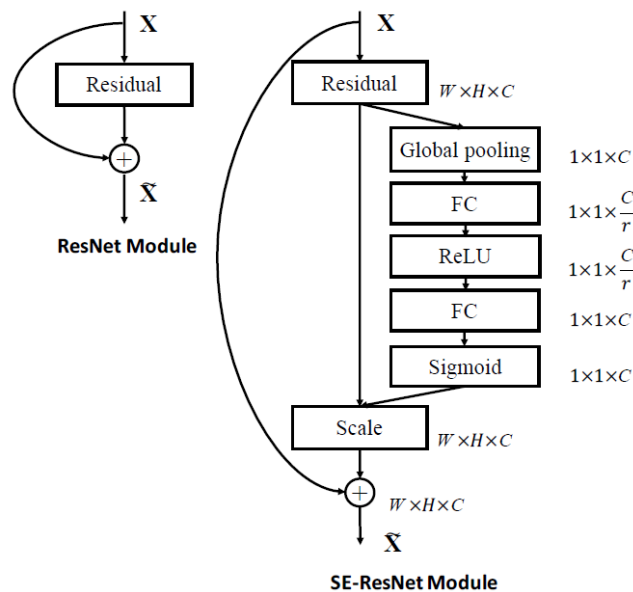 X
Residual
+
X̃
ResNet Module
X
Residual
W×H×C
Global pooling
1×1×C
FC
1×1×C/r
ReLU
1×1×C/r
FC
1×1×C
Sigmoid
1×1×C
Scale
W×H×C
+
W×H×C
X̃
SE-ResNet Module